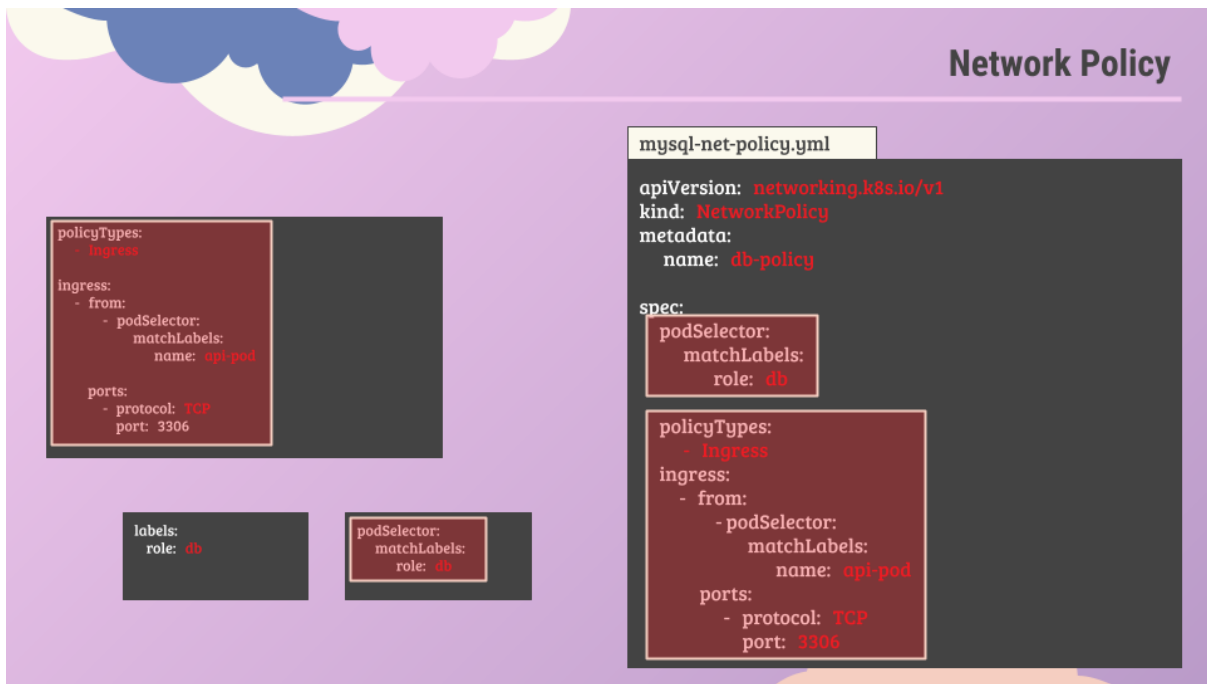 Network Policy
policyTypes:
- Ingress
ingress:
- from:
- podSelector:
matchLabels:
name: api-pod
ports:
- protocol: TCP
port: 3306
labels:
role: db
podSelector:
matchLabels:
role: db
mysql-net-policy.yml
apiVersion: networking.k8s.io/v1
kind: NetworkPolicy
metadata:
name: db-policy
spec:
podSelector:
matchLabels:
role: db
policyTypes:
- Ingress
ingress:
- from:
- podSelector:
matchLabels:
name: api-pod
ports:
- protocol: TCP
port: 3306